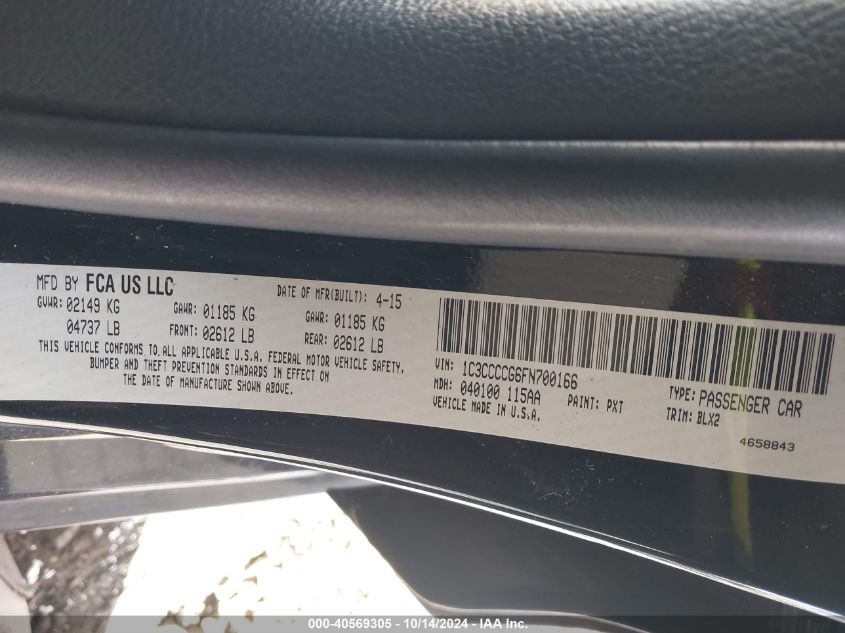 MFD BY FCA US LLC
DATE OF MFR(BUILT): 4-15
GVWR: 02149 KG GAWR: 01185 KG GAWR: 01185 KG
04737 LB FRONT: 02612 LB REAR: 02612 LB
THIS VEHICLE CONFORMS TO ALL APPLICABLE U.S.A. FEDERAL MOTOR VEHICLE SAFETY,
BUMPER AND THEFT PREVENTION STANDARDS IN EFFECT ON
THE DATE OF MANUFACTURE SHOWN ABOVE.
VIN: 1C3CCCCG6FN700166
MDH: 040100 115AA PAINT: PXT
VEHICLE MADE IN U.S.A.
TYPE: PASSENGER CAR
TRIM: BLX2
4658843
000-40569305 - 10/14/2024 - IAA Inc.